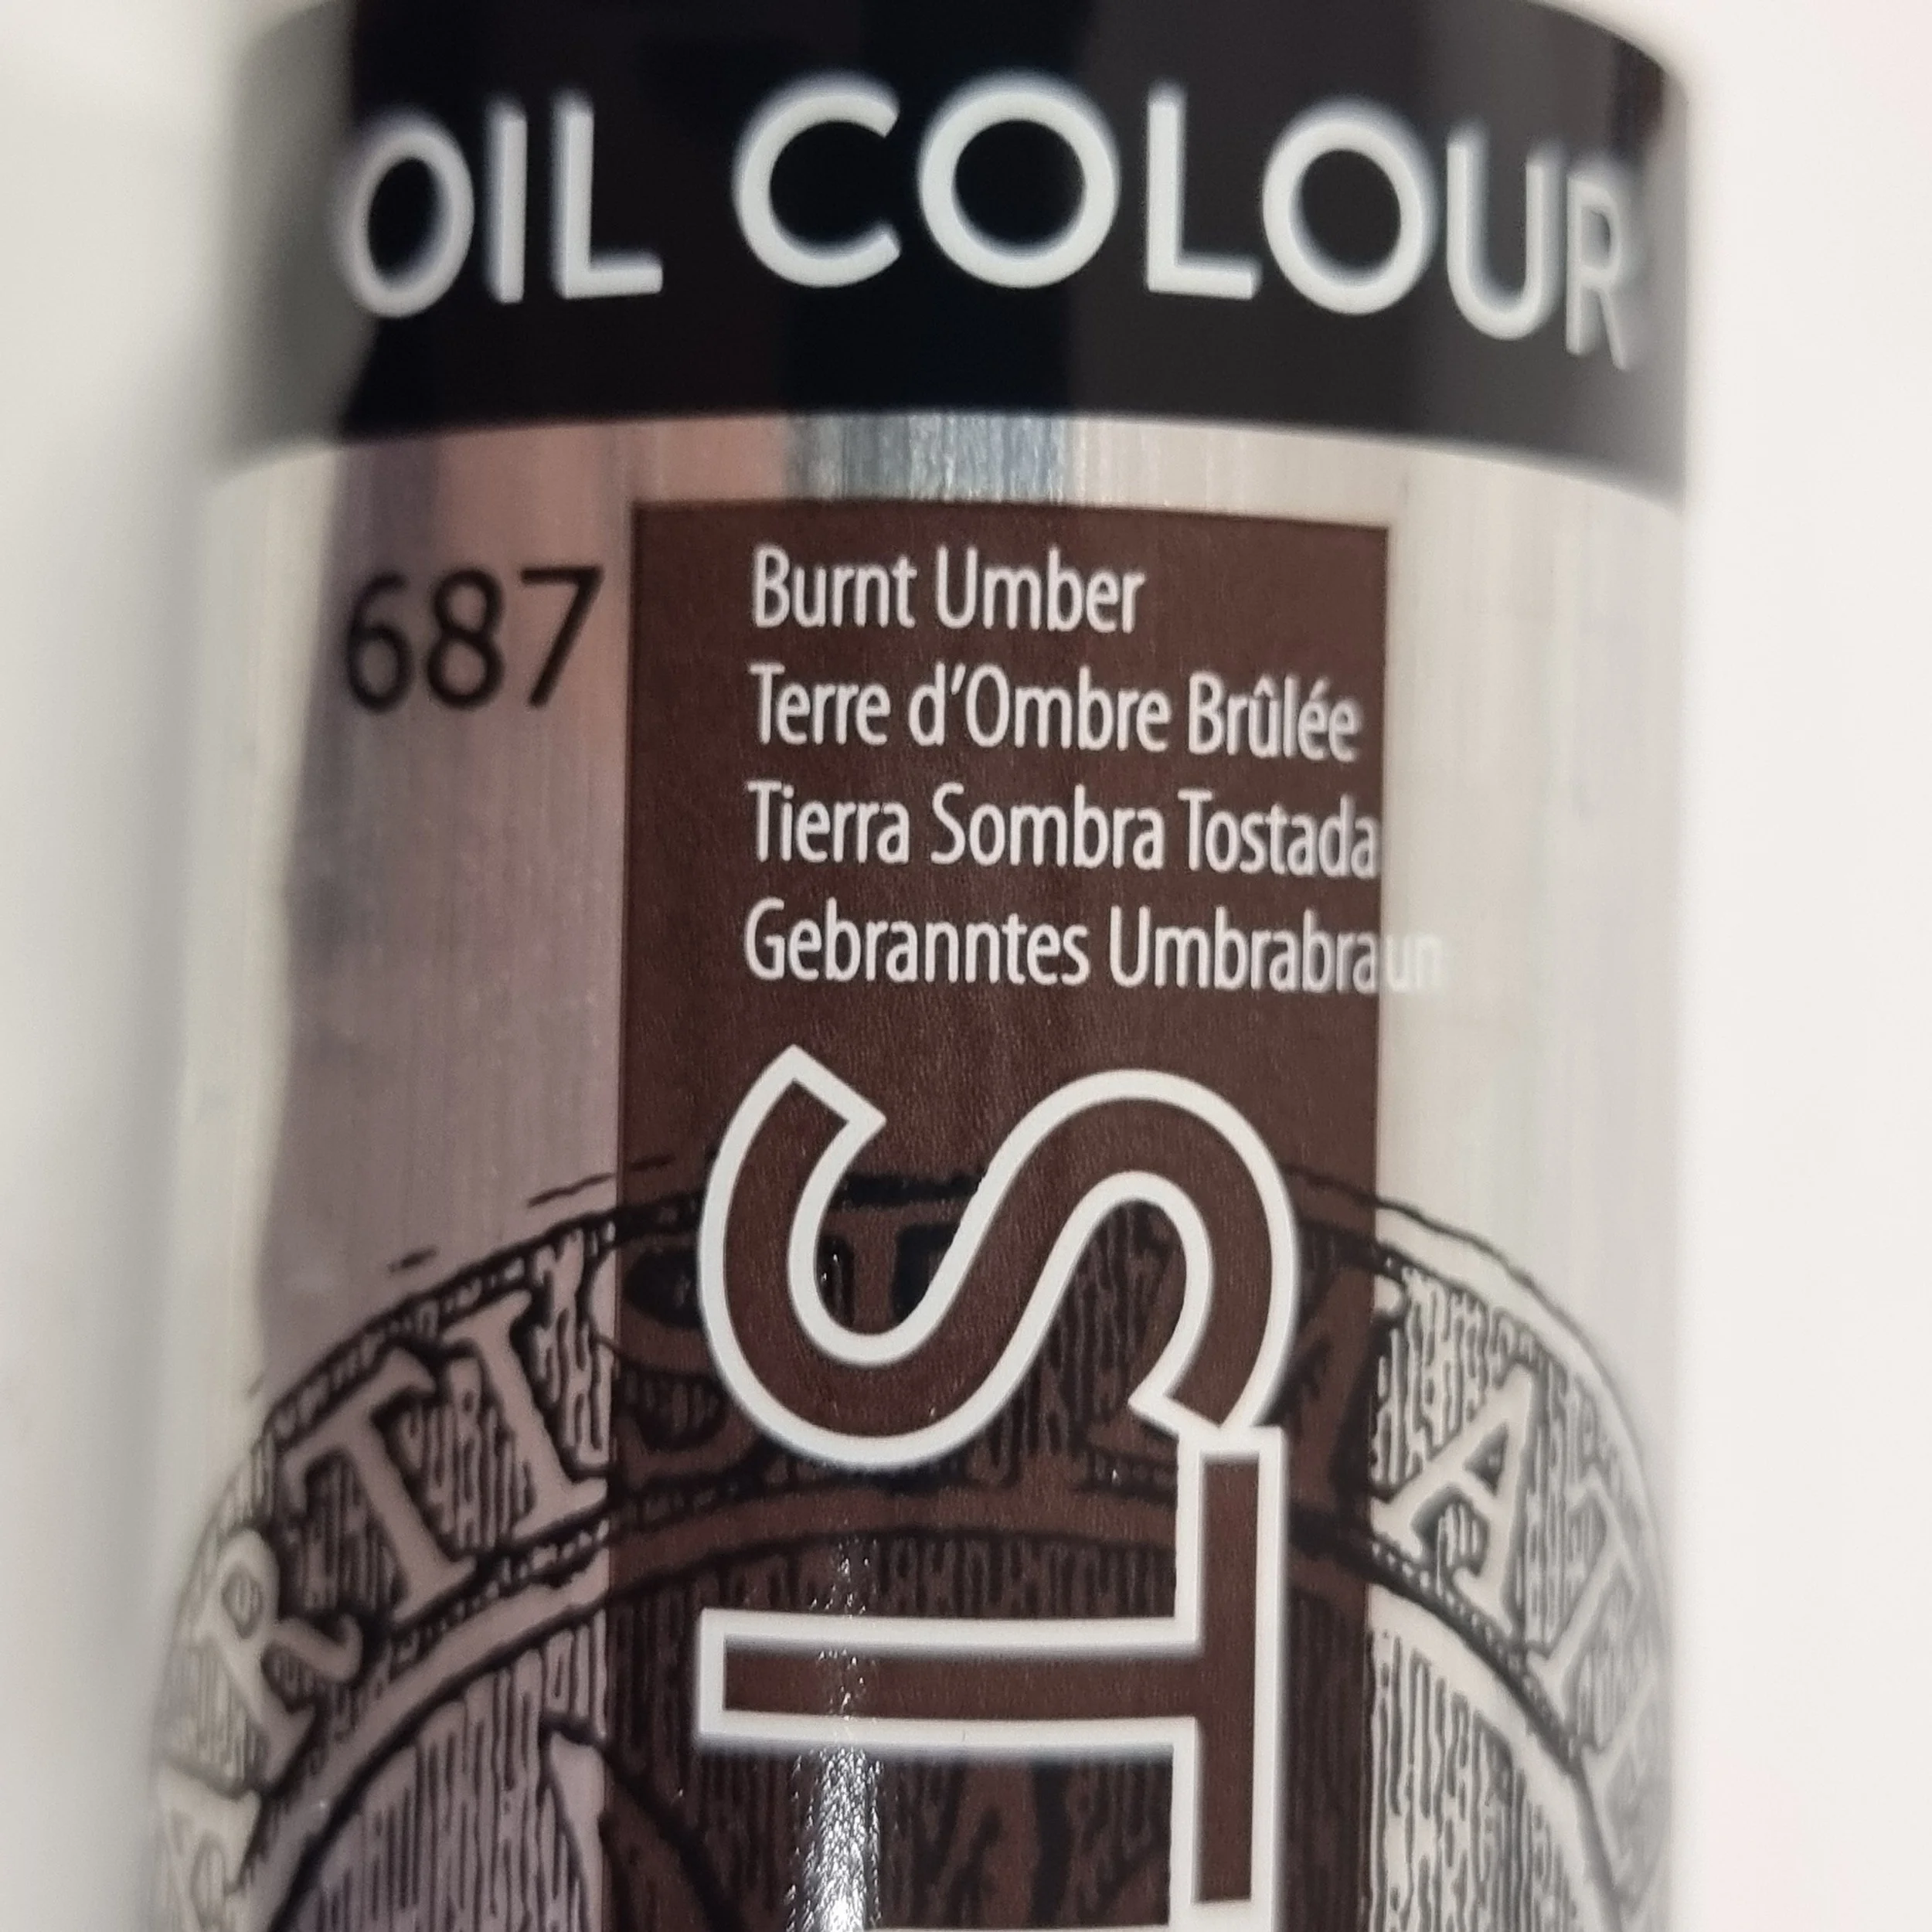 OIL COLOUR
687
Burnt Umber
Terre d'Ombre Brûlée
Tierra Sombra Tostada
Gebranntes Umbrabraun